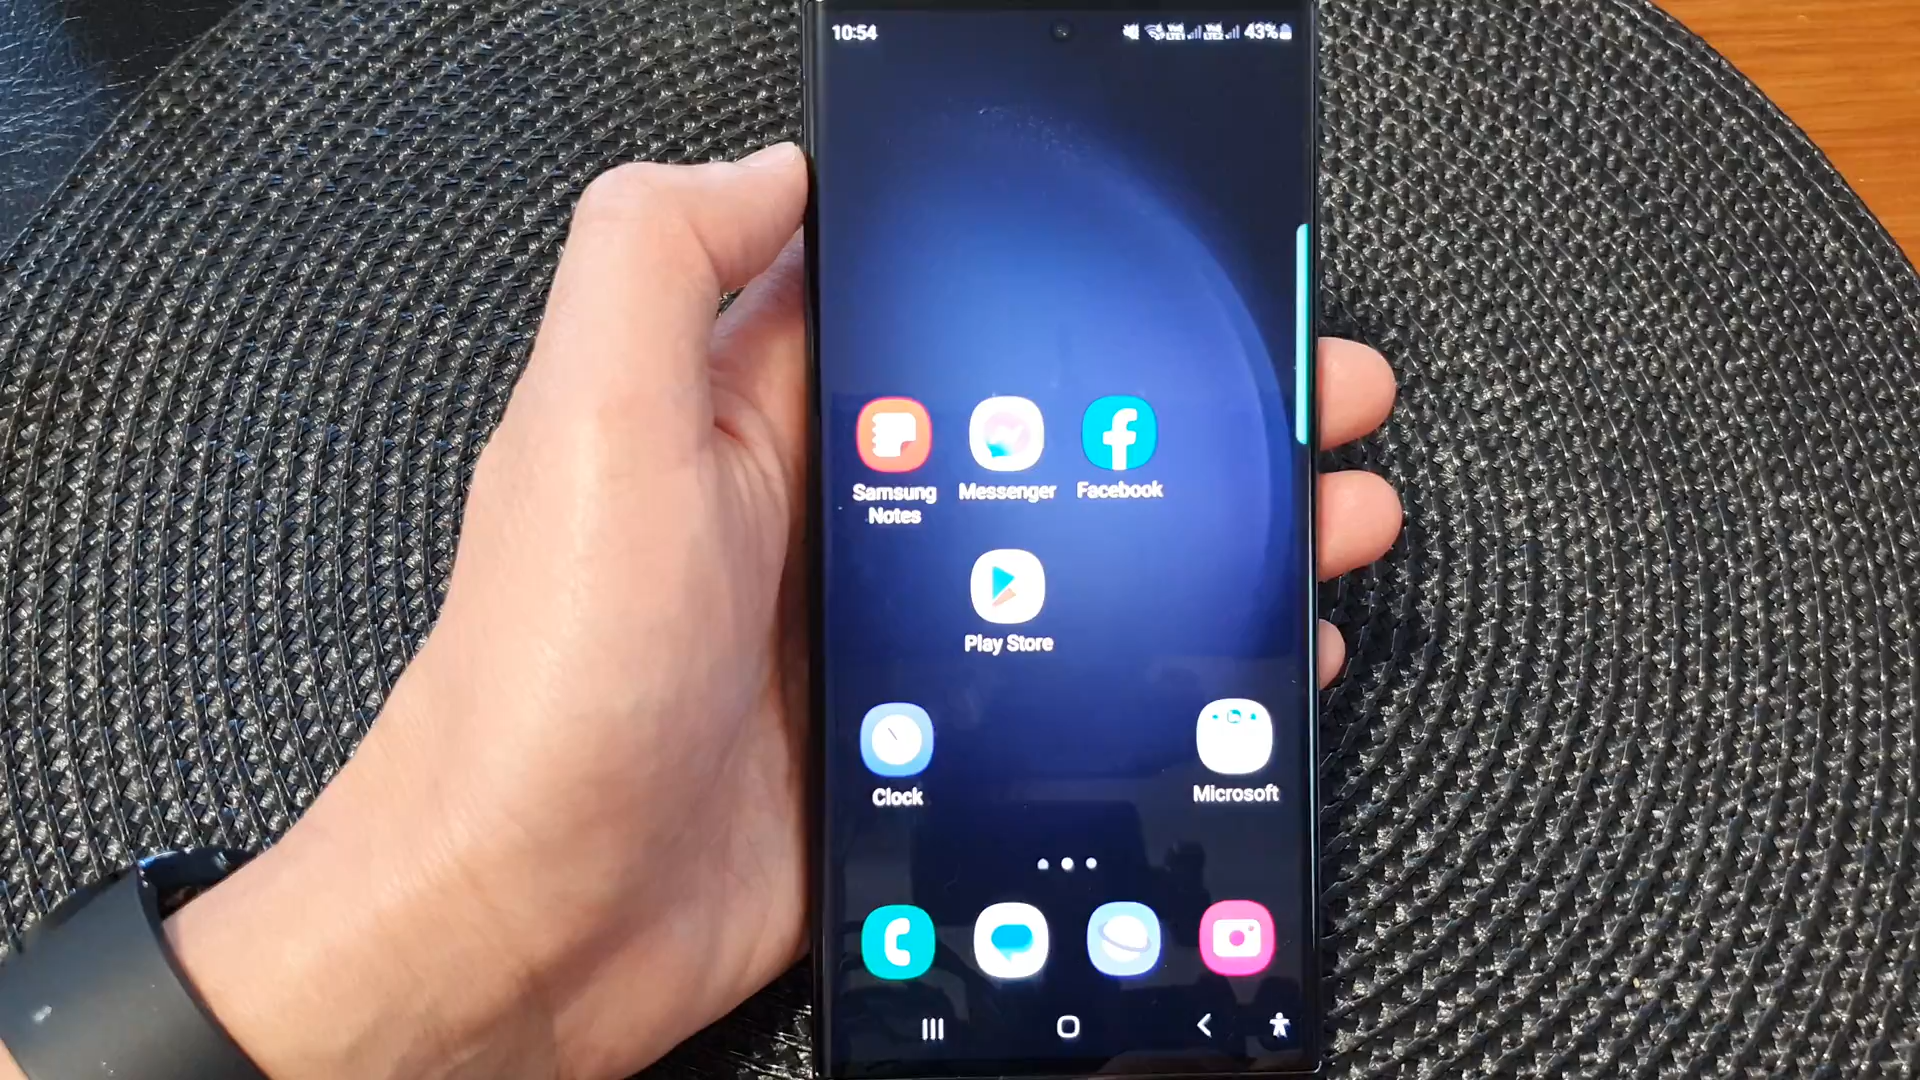 10:54
43%
Samsung Notes
Messenger
Facebook
Play Store
Clock
Microsoft